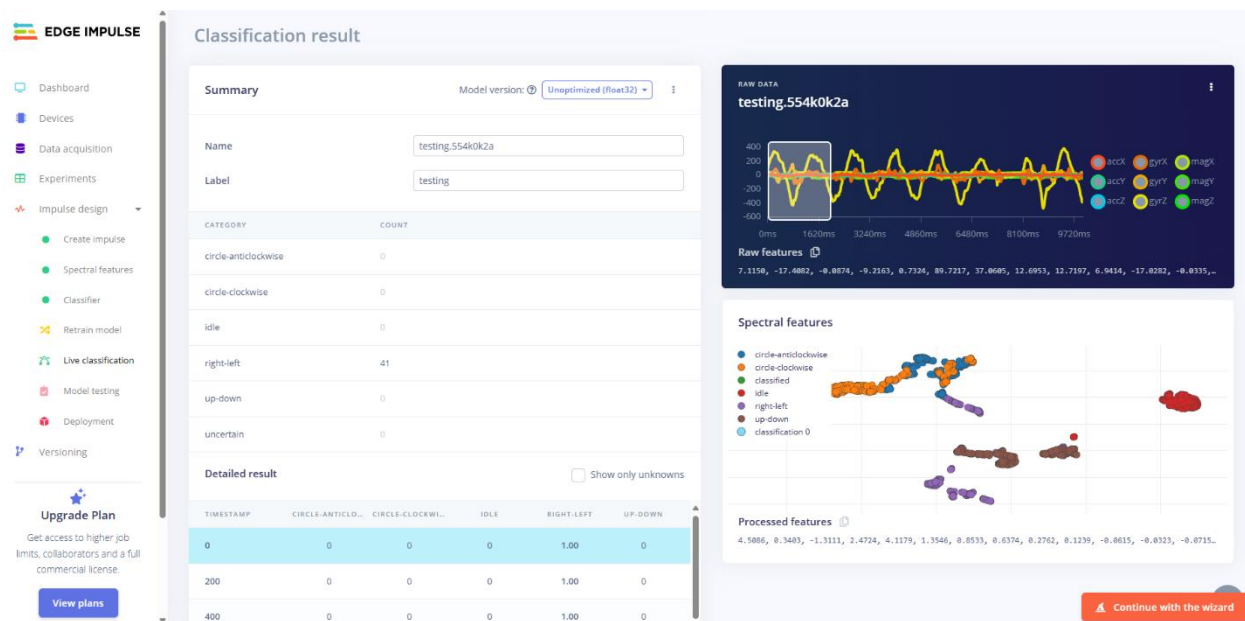 EDGE IMPULSE
Dashboard
Devices
Data acquisition
Experiments
Impulse design
Create impulse
Spectral features
Classifier
Retrain model
Live classification
Model testing
Deployment
Versioning
Upgrade Plan
Get access to higher job
limits, collaborators and a full
commercial license.
View plans
Classification result
Summary
Model version: Unoptimized (float32)
Name testing.554k0k2a
Label testing
CATEGORY COUNT
circle-anticlockwise 0
circle-clockwise 0
idle 0
right-left 41
up-down 0
uncertain 0
Detailed result Show only unknowns
TIMESTAMP CIRCLE-ANTICLO... CIRCLE-CLOCKWI... IDLE RIGHT-LEFT UP-DOWN
0 0 0 0 1.00 0
200 0 0 0 1.00 0
400 0 0 0 1.00 0
RAW DATA
testing.554k0k2a
400
200
0
-200
-400
-600
0ms 1620ms 3240ms 4860ms 6480ms 8100ms 9720ms
accX gyrX magX
accY gyrY magY
accZ gyrZ magZ
Raw features
7.1150, -17.4082, -0.0874, -9.2163, 0.7324, 89.7217, 37.0605, 12.6953, 12.7197, 6.9414, -17.0282, -0.0335,…
Spectral features
circle-anticlockwise
circle-clockwise
classified
idle
right-left
up-down
classification 0
Processed features
4.5086, 0.3403, -1.3111, 2.4724, 4.1179, 1.3546, 0.8533, 0.6374, 0.2762, 0.1239, -0.0615, -0.0323, -0.0715…
Continue with the wizard